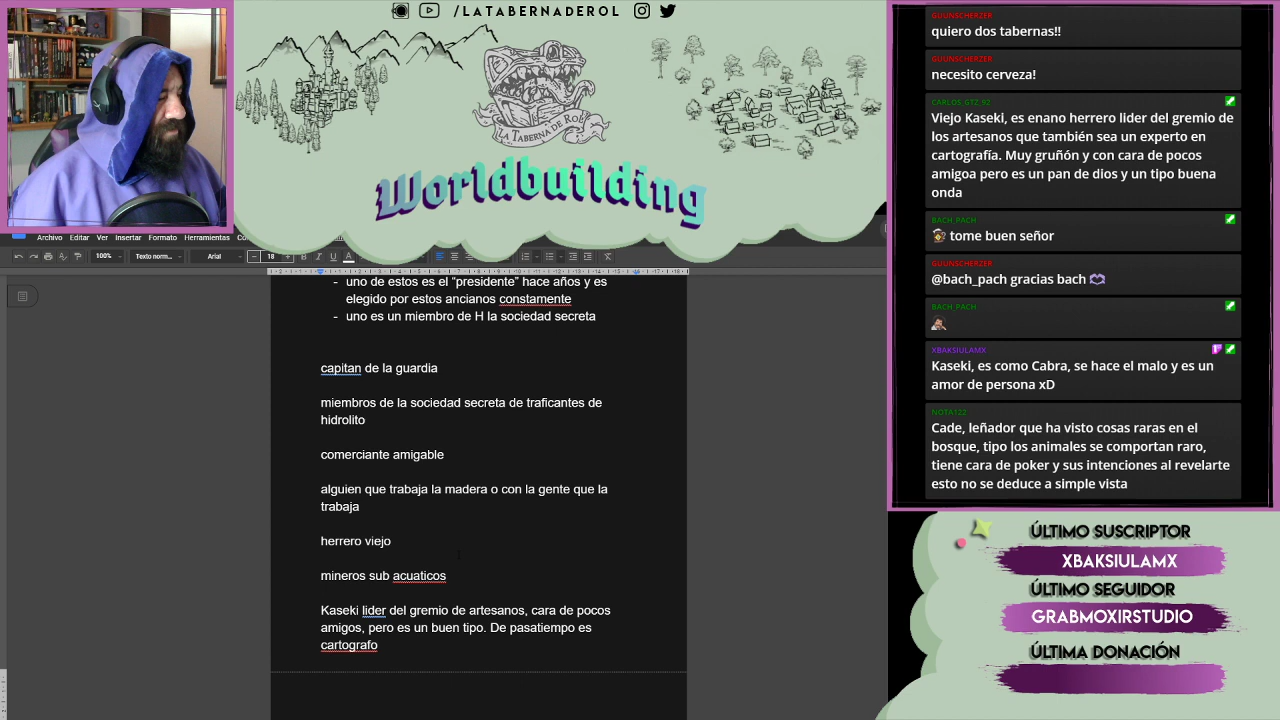 /LATABERNADEROL
LA TABERNA DE ROL
Worldbuilding
Archivo Editar Ver Insertar Formato Herramientas
100% Texto norm... Arial 18 B I U A
- uno de estos es el “presidente” hace años y es
elegido por estos ancianos constamente
- uno es un miembro de H la sociedad secreta
capitan de la guardia
miembros de la sociedad secreta de traficantes de
hidrolito
comerciante amigable
alguien que trabaja la madera o con la gente que la
trabaja
herrero viejo
mineros sub acuaticos
Kaseki lider del gremio de artesanos, cara de pocos
amigos, pero es un buen tipo. De pasatiempo es
cartografo
GUUNSCHERZER
quiero dos tabernas!!
GUUNSCHERZER
necesito cerveza!
CARLOS_GTZ_92
Viejo Kaseki, es enano herrero lider del gremio de
los artesanos que también sea un experto en
cartografía. Muy gruñón y con cara de pocos
amigoa pero es un pan de dios y un tipo buena
onda
BACH_PACH
tome buen señor
GUUNSCHERZER
@bach_pach gracias bach
BACH_PACH
XBAKSIULAMX
Kaseki, es como Cabra, se hace el malo y es un
amor de persona xD
NOTA122
Cade, leñador que ha visto cosas raras en el
bosque, tipo los animales se comportan raro,
tiene cara de poker y sus intenciones al revelarte
esto no se deduce a simple vista
ÚLTIMO SUSCRIPTOR
XBAKSIULAMX
ÚLTIMO SEGUIDOR
GRABMOXIRSTUDIO
ÚLTIMA DONACIÓN